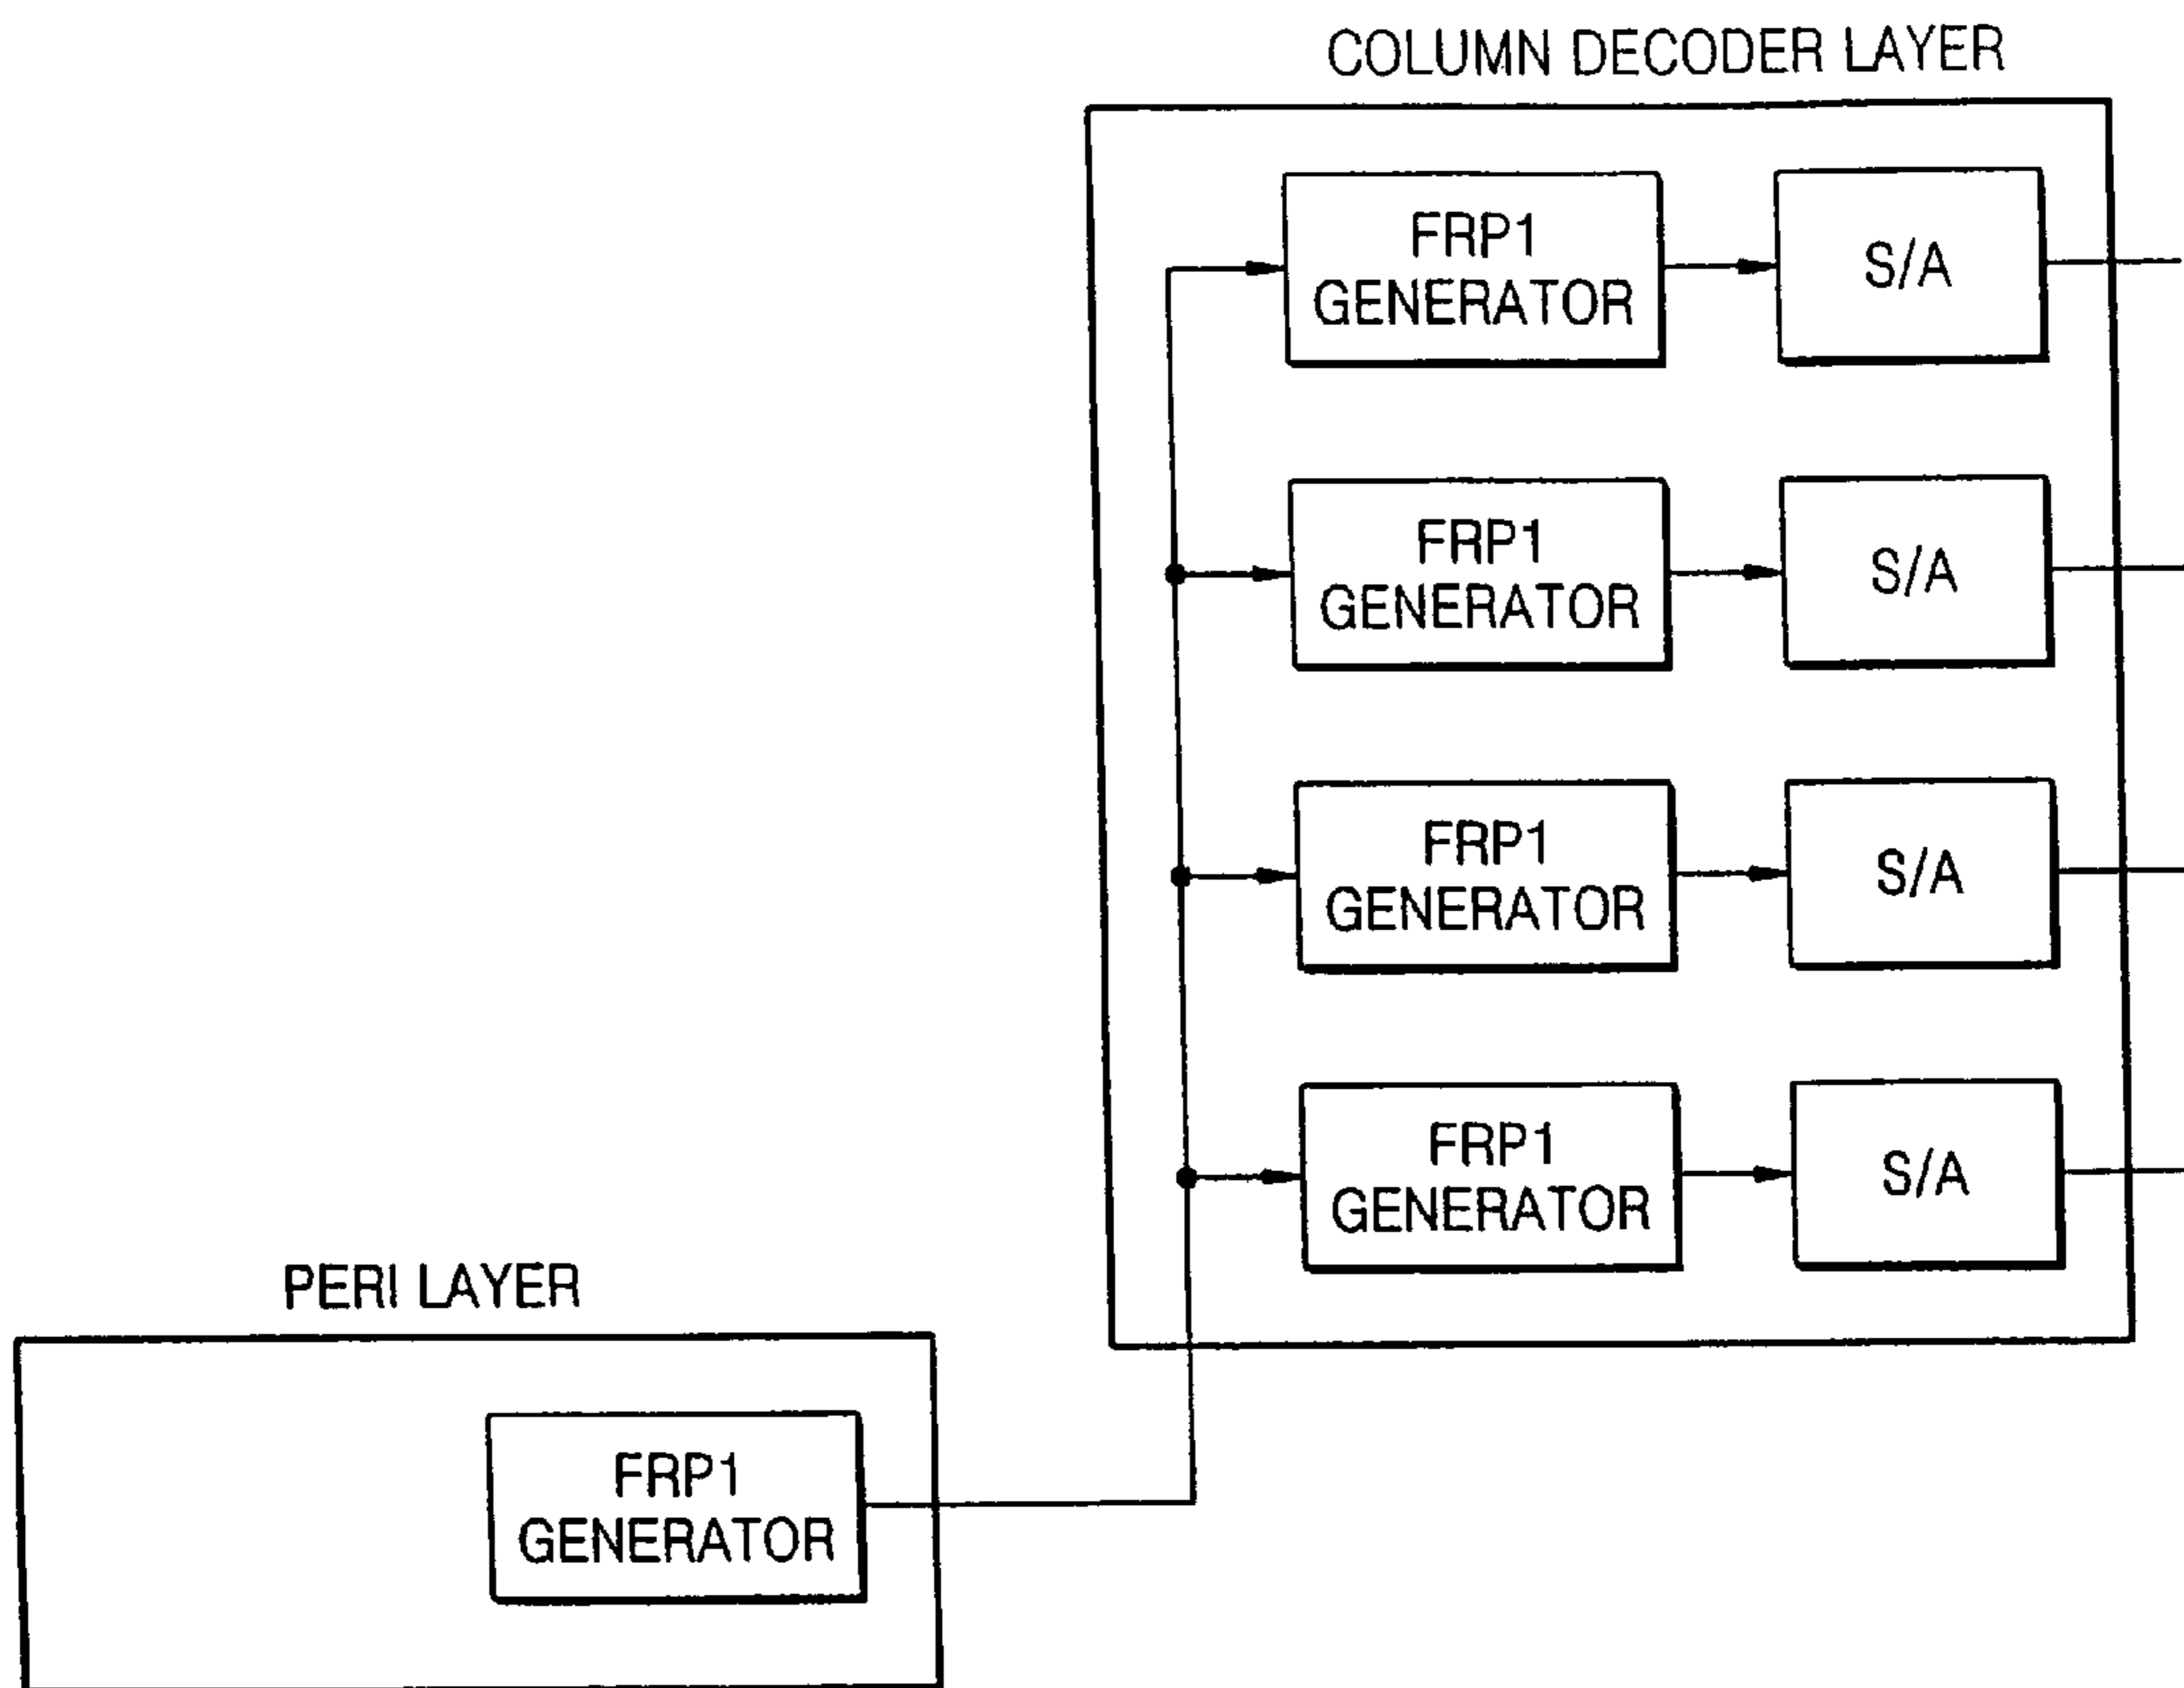 COLUMN DECODER LAYER
FRP1
GENERATOR
S/A
FRP1
GENERATOR
S/A
FRP1
GENERATOR
S/A
FRP1
GENERATOR
S/A
PERI LAYER
FRP1
GENERATOR